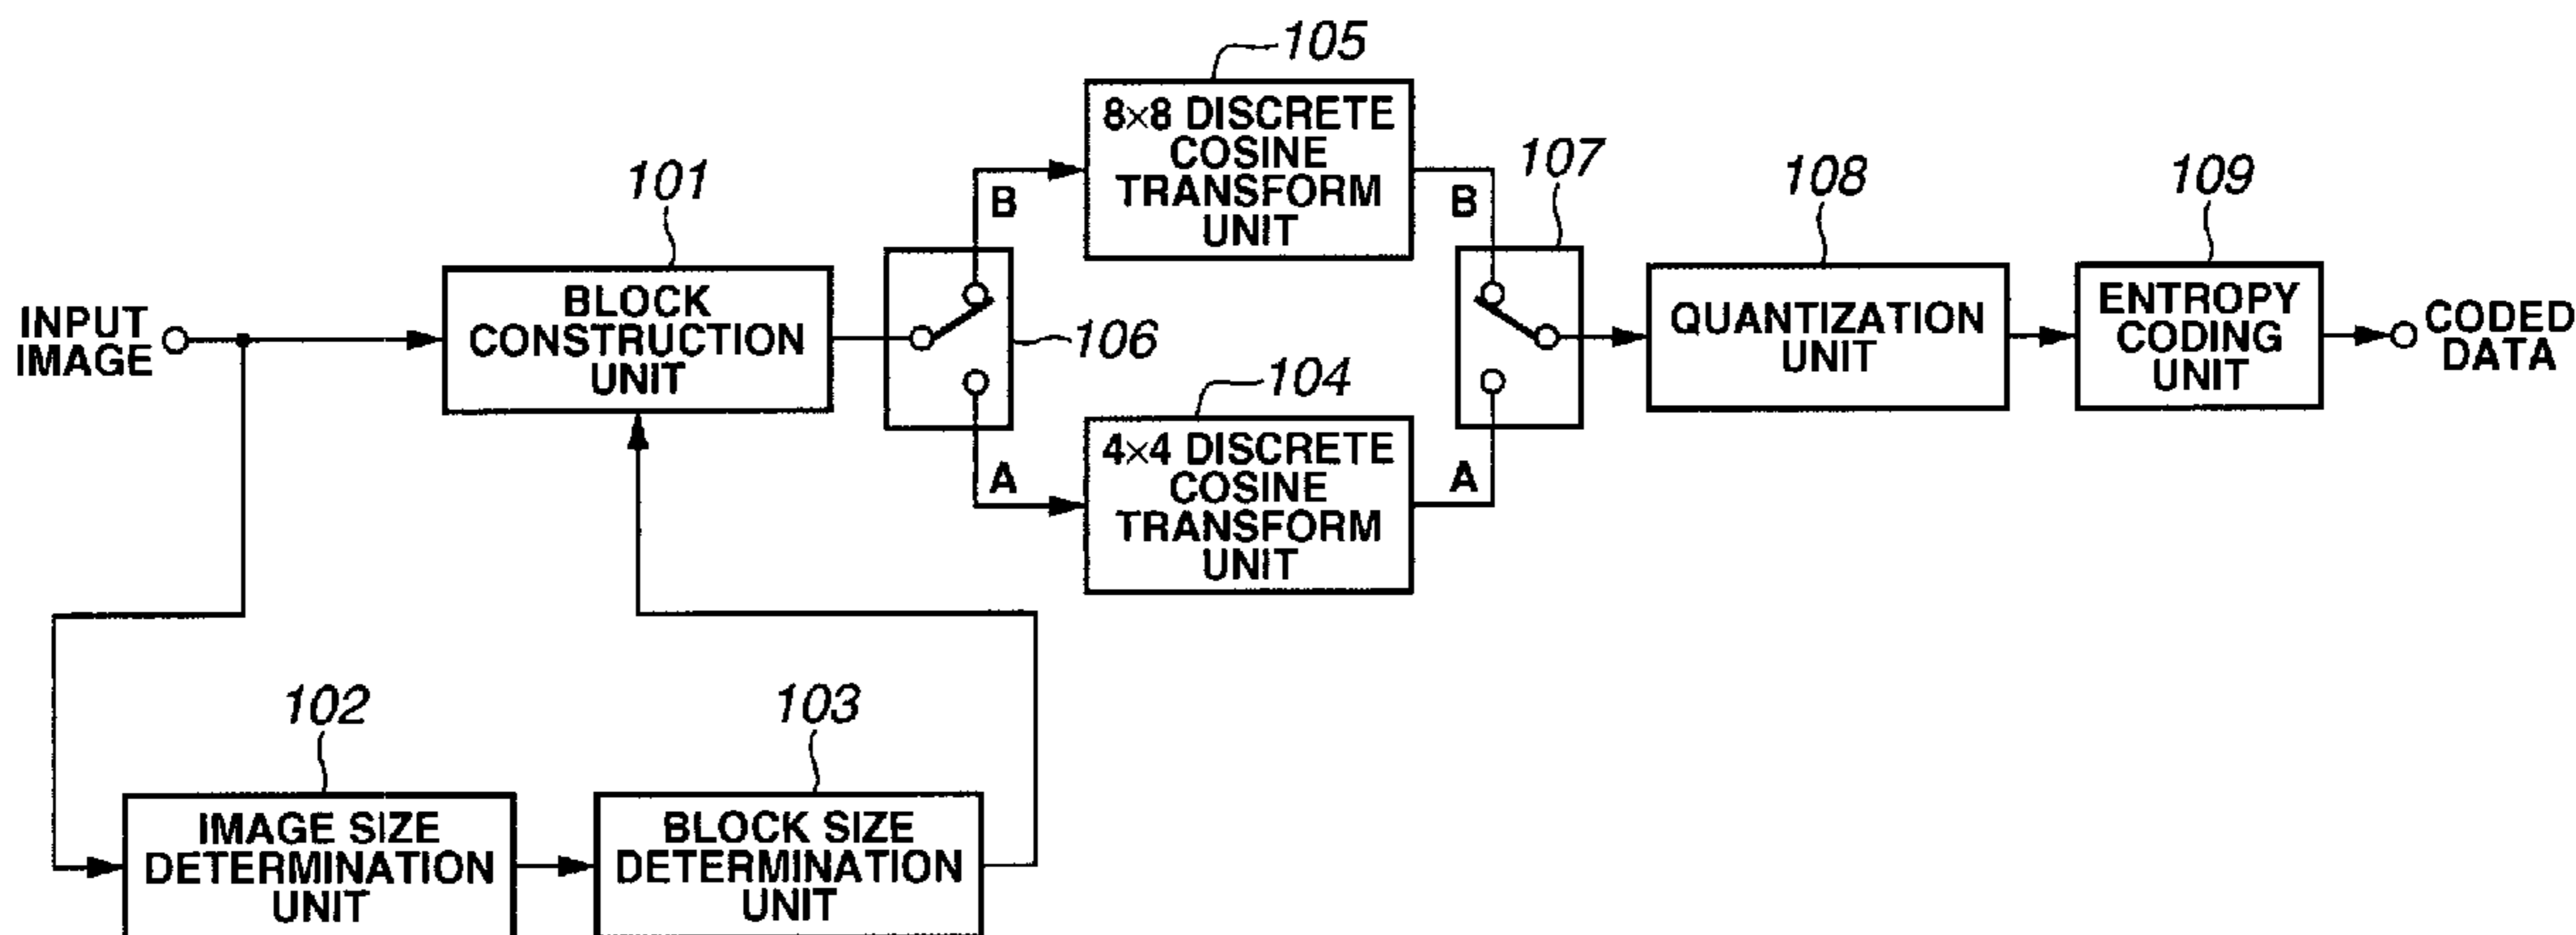 105
8×8 DISCRETE
COSINE
TRANSFORM
UNIT
B
B
107
101
108
109
INPUT
IMAGE
BLOCK
CONSTRUCTION
UNIT
106
QUANTIZATION
UNIT
ENTROPY
CODING
UNIT
CODED
DATA
104
4×4 DISCRETE
COSINE
TRANSFORM
UNIT
A
A
102
103
IMAGE SIZE
DETERMINATION
UNIT
BLOCK SIZE
DETERMINATION
UNIT